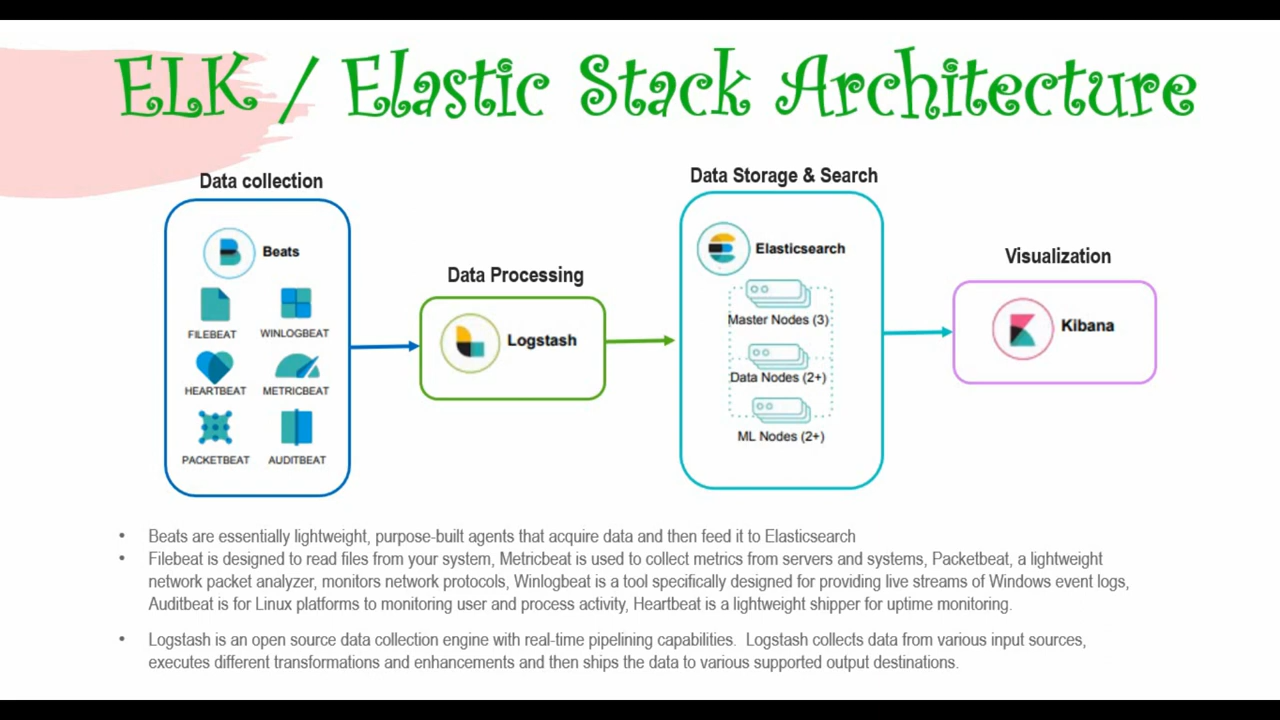 ELK / Elastic Stack Architecture
Data collection
Beats
FILEBEAT
WINLOGBEAT
HEARTBEAT
METRICBEAT
PACKETBEAT
AUDITBEAT
Data Processing
Logstash
Data Storage & Search
Elasticsearch
Master Nodes (3)
Data Nodes (2+)
ML Nodes (2+)
Visualization
Kibana
• Beats are essentially lightweight, purpose-built agents that acquire data and then feed it to Elasticsearch
• Filebeat is designed to read files from your system, Metricbeat is used to collect metrics from servers and systems, Packetbeat, a lightweight
network packet analyzer, monitors network protocols, Winlogbeat is a tool specifically designed for providing live streams of Windows event logs,
Auditbeat is for Linux platforms to monitoring user and process activity, Heartbeat is a lightweight shipper for uptime monitoring.
• Logstash is an open source data collection engine with real-time pipelining capabilities. Logstash collects data from various input sources,
executes different transformations and enhancements and then ships the data to various supported output destinations.